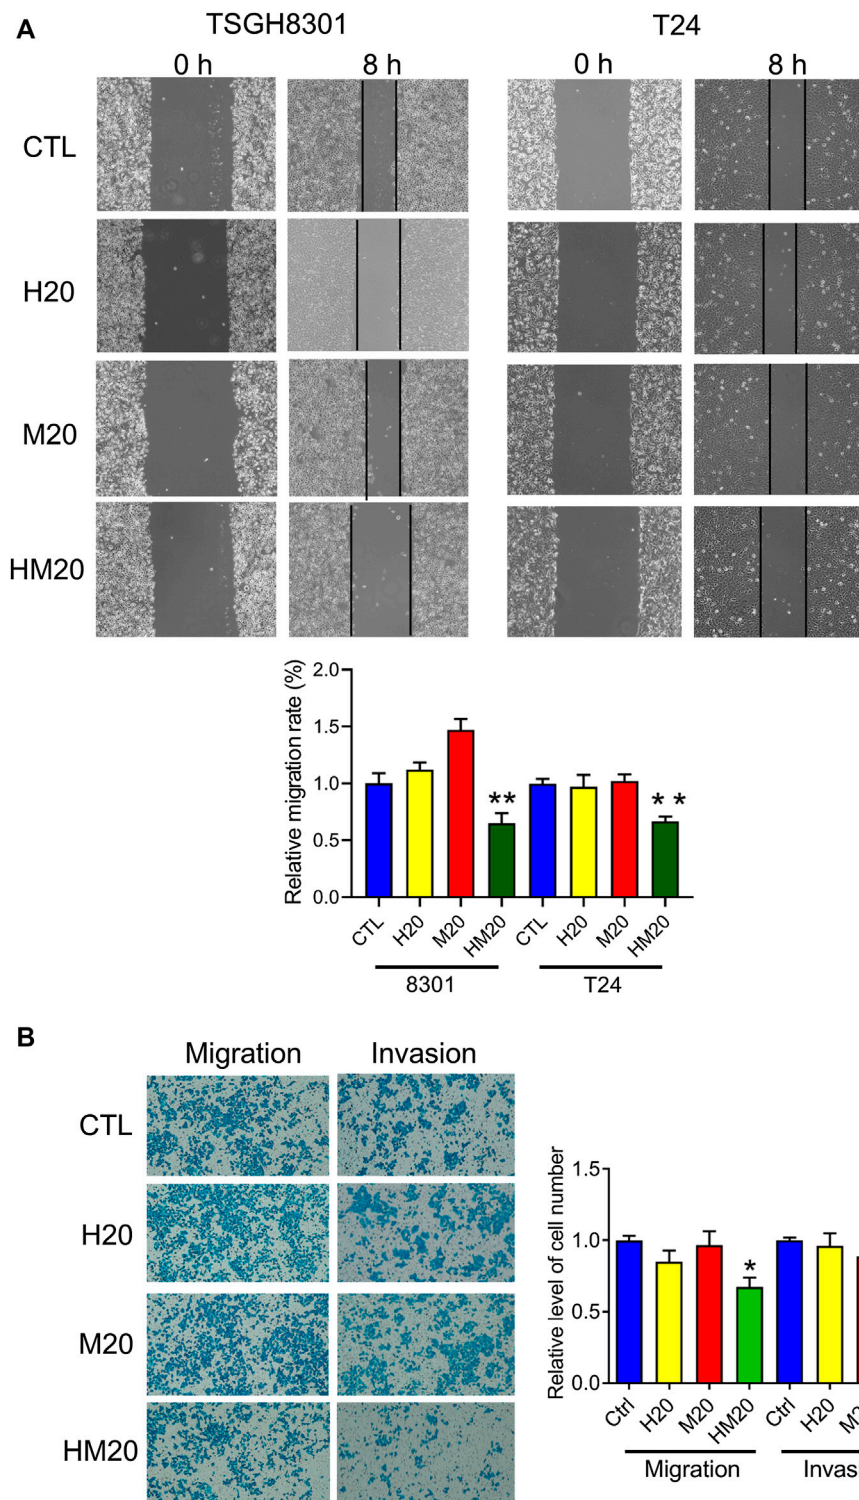 A
TSGH8301 T24
0 h 8 h 0 h 8 h
CTL
H20
M20
HM20
Relative migration rate (%)
2.0
1.5
1.0
0.5
0.0
** * *
CTL H20 M20 HM20 CTL H20 M20 HM20
8301 T24
B
Migration Invasion
CTL
H20
M20
HM20
Relative level of cell number
1.5
1.0
0.5
0.0
*
Ctrl H20 M20 HM20 Ctrl H20
Migration